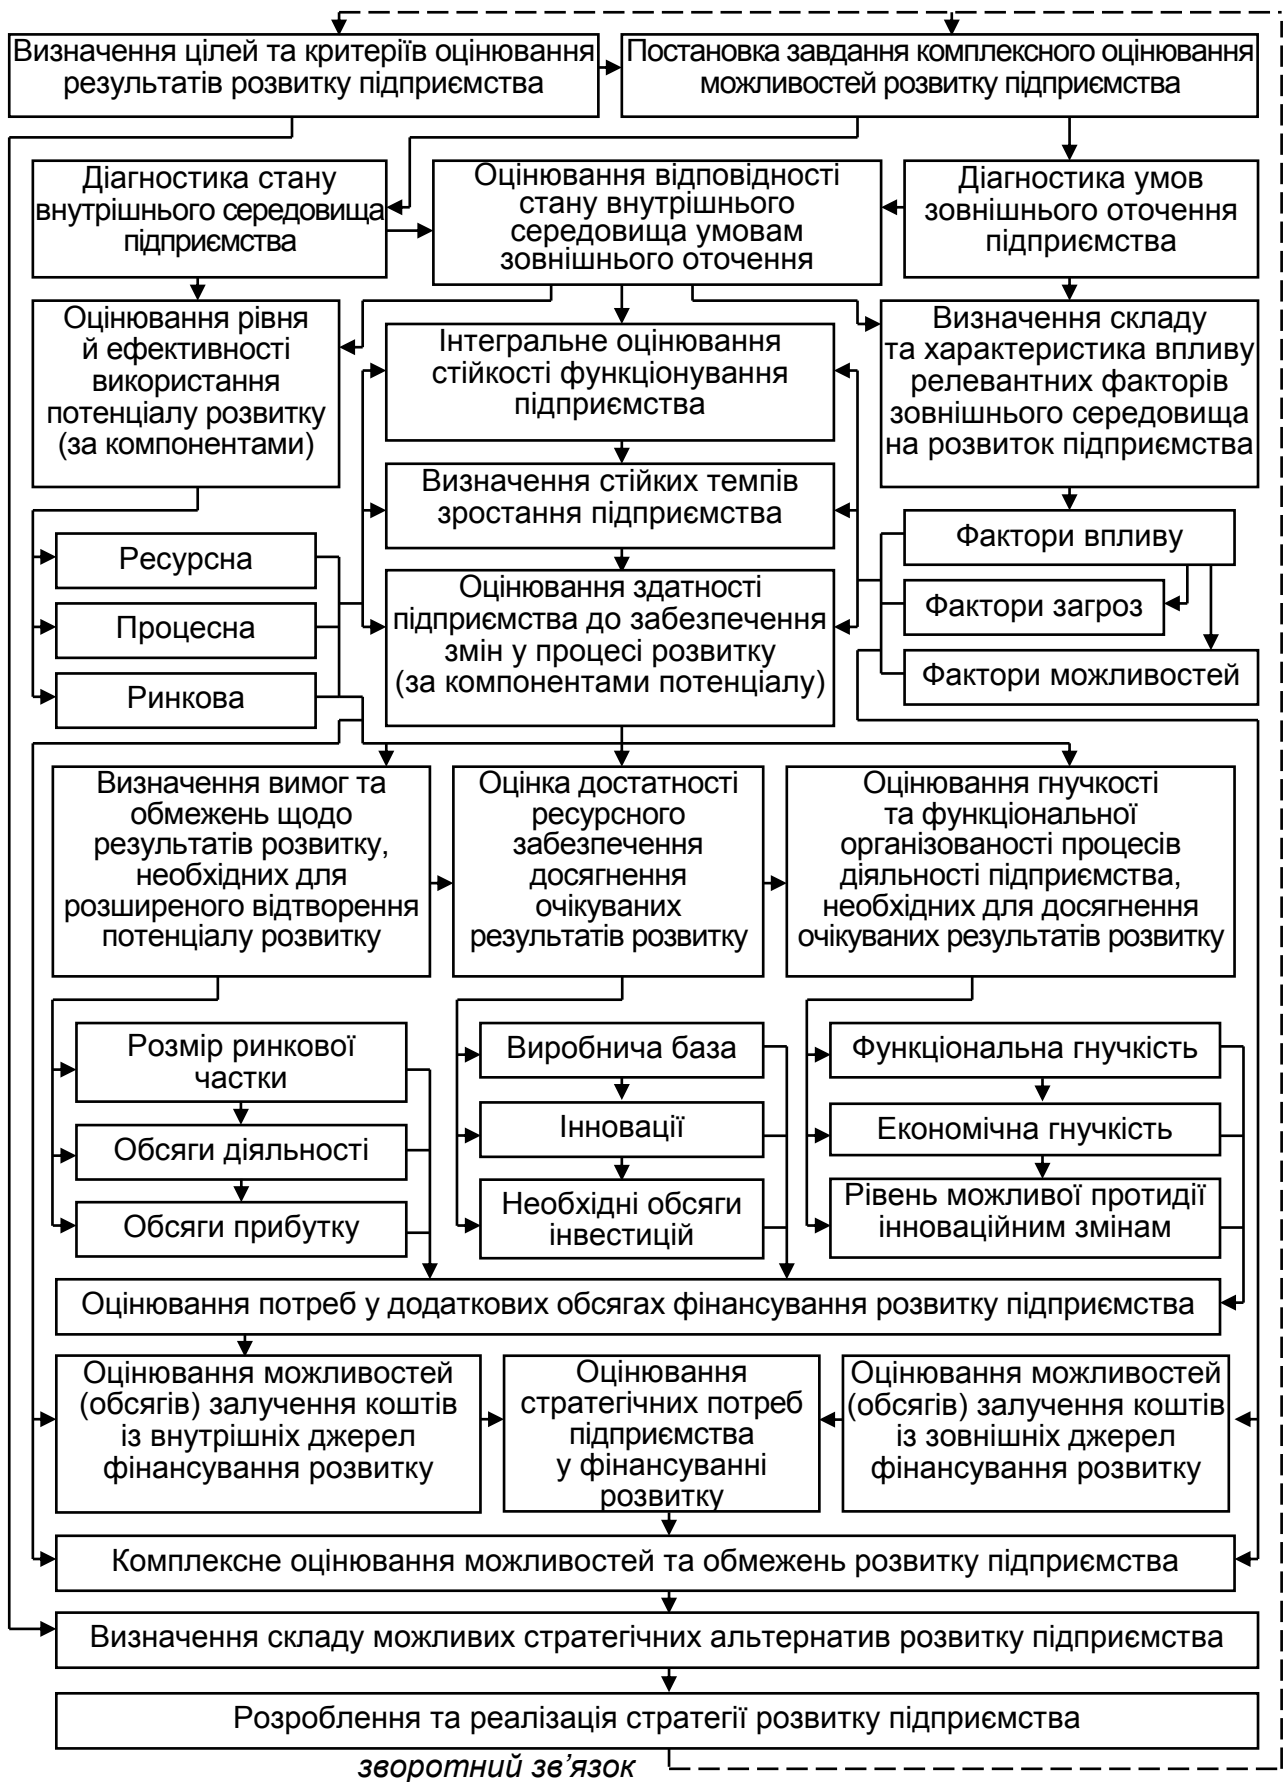 Визначення цілей та критеріїв оцінювання
результатів розвитку підприємства
Постановка завдання комплексного оцінювання
можливостей розвитку підприємства
Діагностика стану
внутрішнього середовища
підприємства
Оцінювання відповідності
стану внутрішнього
середовища умовам
зовнішнього оточення
Діагностика умов
зовнішнього оточення
підприємства
Оцінювання рівня
й ефективності
використання
потенціалу розвитку
(за компонентами)
Інтегральне оцінювання
стійкості функціонування
підприємства
Визначення складу
та характеристика впливу
релевантних факторів
зовнішнього середовища
на розвиток підприємства
Визначення стійких темпів
зростання підприємства
Ресурсна
Процесна
Ринкова
Оцінювання здатності
підприємства до забезпечення
змін у процесі розвитку
(за компонентами потенціалу)
Фактори впливу
Фактори загроз
Фактори можливостей
Визначення вимог та
обмежень щодо
результатів розвитку,
необхідних для
розширеного відтворення
потенціалу розвитку
Оцінка достатності
ресурсного
забезпечення
досягнення
очікуваних
результатів розвитку
Оцінювання гнучкості
та функціональної
організованості процесів
діяльності підприємства,
необхідних для досягнення
очікуваних результатів розвитку
Розмір ринкової
частки
Обсяги діяльності
Обсяги прибутку
Виробнича база
Інновації
Необхідні обсяги
інвестицій
Функціональна гнучкість
Економічна гнучкість
Рівень можливої протидії
інноваційним змінам
Оцінювання потреб у додаткових обсягах фінансування розвитку підприємства
Оцінювання можливостей
(обсягів) залучення коштів
із внутрішніх джерел
фінансування розвитку
Оцінювання
стратегічних потреб
підприємства
у фінансуванні
розвитку
Оцінювання можливостей
(обсягів) залучення коштів
із зовнішніх джерел
фінансування розвитку
Комплексне оцінювання можливостей та обмежень розвитку підприємства
Визначення складу можливих стратегічних альтернатив розвитку підприємства
Розроблення та реалізація стратегії розвитку підприємства
зворотний зв’язок